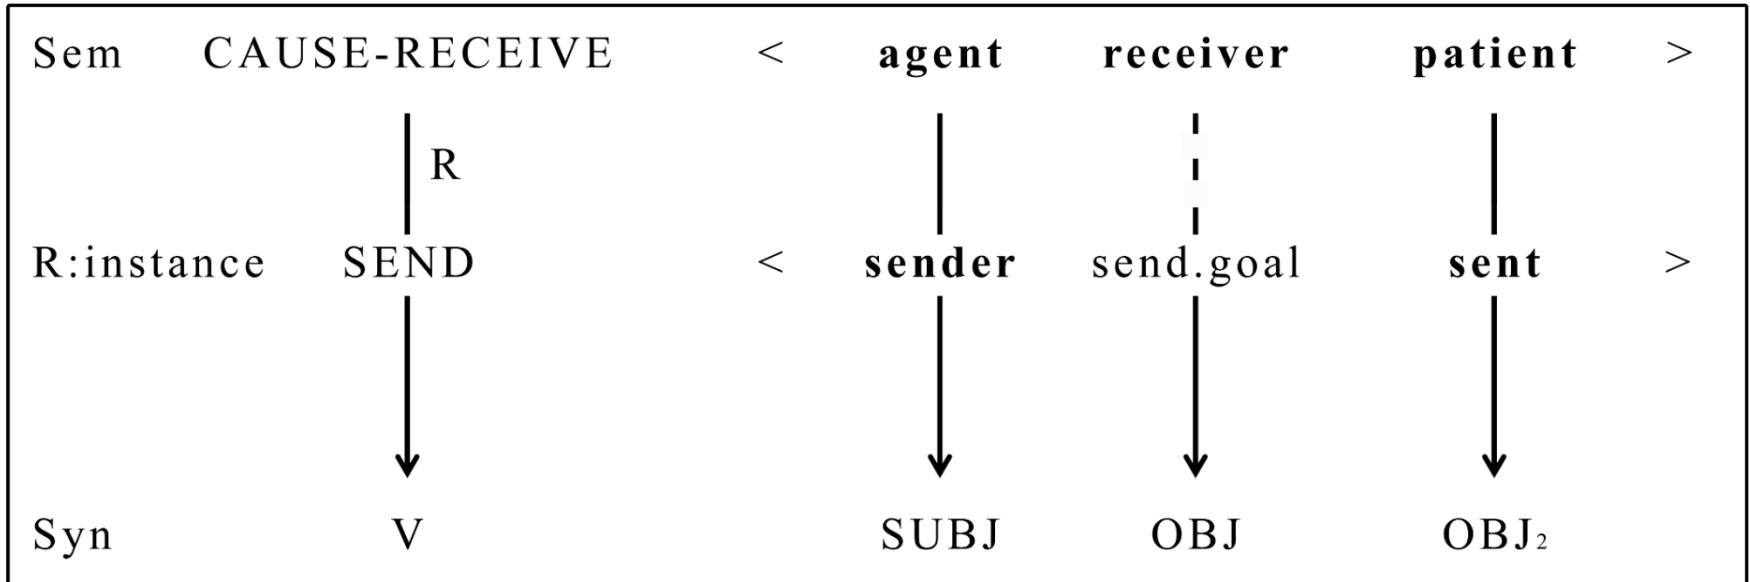 Sem CAUSE-RECEIVE < agent receiver patient >
R
R:instance SEND < sender send.goal sent >
Syn V SUBJ OBJ OBJ₂